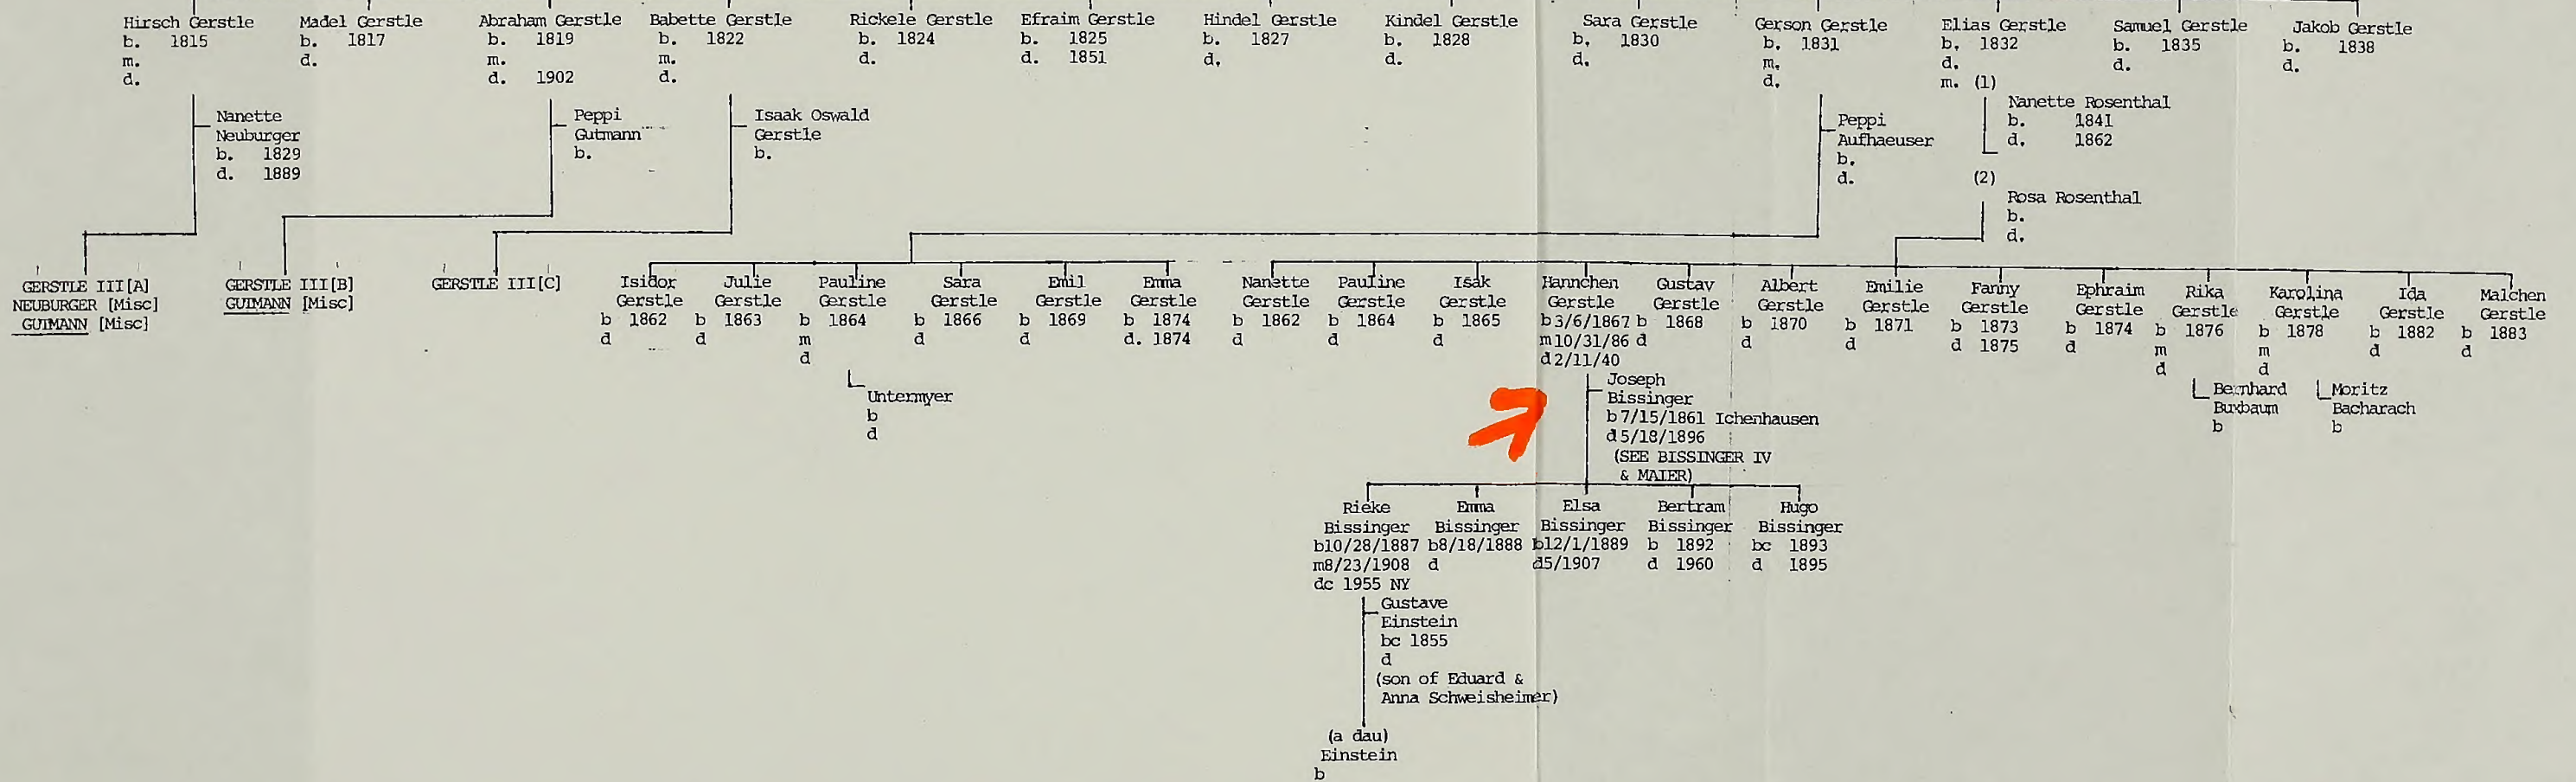 Hirsch Gerstle
b. 1815
m.
d.
Madel Gerstle
b. 1817
d.
Abraham Gerstle
b. 1819
m.
d. 1902
Babette Gerstle
b. 1822
m.
d.
Rickele Gerstle
b. 1824
d.
Efraim Gerstle
b. 1825
d. 1851
Hindel Gerstle
b. 1827
d.
Kindel Gerstle
b. 1828
d.
Sara Gerstle
b. 1830
d.
Gerson Gerstle
b. 1831
m.
d.
Elias Gerstle
b. 1832
d.
m. (1)
Samuel Gerstle
b. 1835
d.
Jakob Gerstle
b. 1838
d.
Nanette
Neuburger
b. 1829
d. 1889
Peppi
Gutmann
b.
Isaak Oswald
Gerstle
b.
Peppi
Aufhaeuser
b.
d.
Nanette Rosenthal
b. 1841
d. 1862
(2)
Rosa Rosenthal
b.
d.
GERSTLE III[A]
NEUBURGER [Misc]
GUTMANN [Misc]
GERSTLE III[B]
GUTMANN [Misc]
GERSTLE III[C]
Isidor
Gerstle
b 1862
d
Julie
Gerstle
b 1863
d
Pauline
Gerstle
b 1864
m
d
Sara
Gerstle
b 1866
d
Emil
Gerstle
b 1869
d
Emma
Gerstle
b 1874
d. 1874
Nanette
Gerstle
b 1862
d
Pauline
Gerstle
b 1864
d
Isak
Gerstle
b 1865
d
Hannchen
Gerstle
b 3/6/1867
m 10/31/86
d 2/11/40
Gustav
Gerstle
b 1868
d
Albert
Gerstle
b 1870
d
Emilie
Gerstle
b 1871
d
Fanny
Gerstle
b 1873
d 1875
Ephraim
Gerstle
b 1874
d
Rika
Gerstle
b 1876
m
d
Karolina
Gerstle
b 1878
m
d
Ida
Gerstle
b 1882
d
Malchen
Gerstle
b 1883
d
Untermyer
b
d
Joseph
Bissinger
b 7/15/1861 Ichenhausen
d 5/18/1896
(SEE BISSINGER IV
& MAIER)
Bernhard
Buxbaum
b
Moritz
Bacharach
b
Rieke
Bissinger
b10/28/1887
m8/23/1908
dc 1955 NY
Emma
Bissinger
b8/18/1888
d
Elsa
Bissinger
b12/1/1889
d5/1907
Bertram
Bissinger
b 1892
d 1960
Hugo
Bissinger
bc 1893
d 1895
Gustave
Einstein
bc 1855
d
(son of Eduard &
Anna Schweisheimer)
(a dau)
Einstein
b